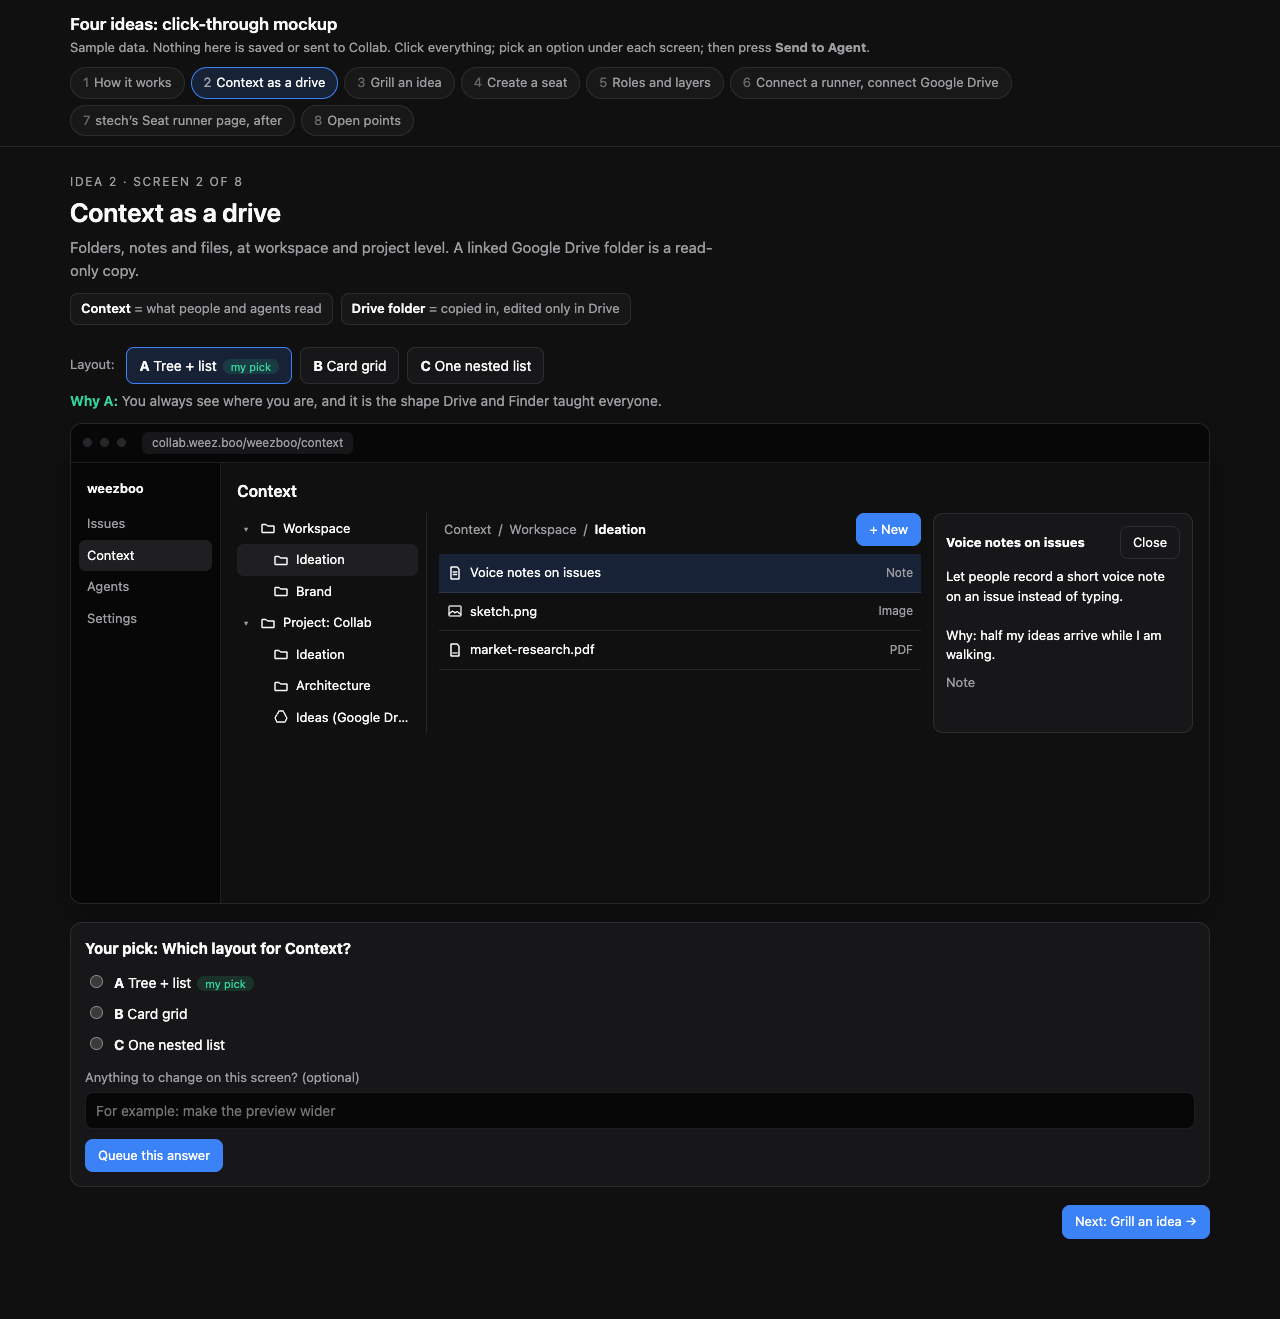 Four ideas: click-through mockup
Sample data. Nothing here is saved or sent to Collab. Click everything; pick an option under each screen; then press Send to Agent.
1 How it works
2 Context as a drive
3 Grill an idea
4 Create a seat
5 Roles and layers
6 Connect a runner, connect Google Drive
7 stech's Seat runner page, after
8 Open points
IDEA 2 · SCREEN 2 OF 8
Context as a drive
Folders, notes and files, at workspace and project level. A linked Google Drive folder is a read-
only copy.
Context = what people and agents read
Drive folder = copied in, edited only in Drive
Layout:
A Tree + list my pick
B Card grid
C One nested list
Why A: You always see where you are, and it is the shape Drive and Finder taught everyone.
collab.weez.boo/weezboo/context
weezboo
Issues
Context
Agents
Settings
Context
Workspace
Ideation
Brand
Project: Collab
Ideation
Architecture
Ideas (Google Dr...
Context / Workspace / Ideation
+ New
Voice notes on issues Note
sketch.png Image
market-research.pdf PDF
Voice notes on issues
Close
Let people record a short voice note
on an issue instead of typing.
Why: half my ideas arrive while I am
walking.
Note
Your pick: Which layout for Context?
A Tree + list my pick
B Card grid
C One nested list
Anything to change on this screen? (optional)
For example: make the preview wider
Queue this answer
Next: Grill an idea →